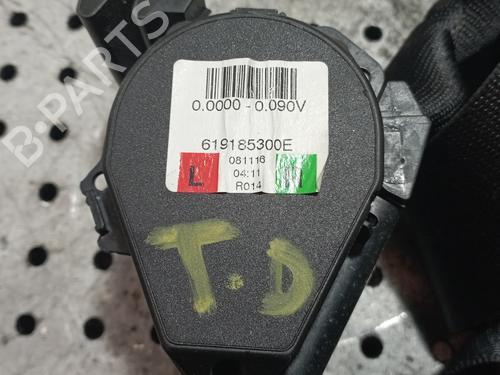 0.0000 - 0.090V
619185300E
081116
L
04:11
R014
T.D
B-Parts